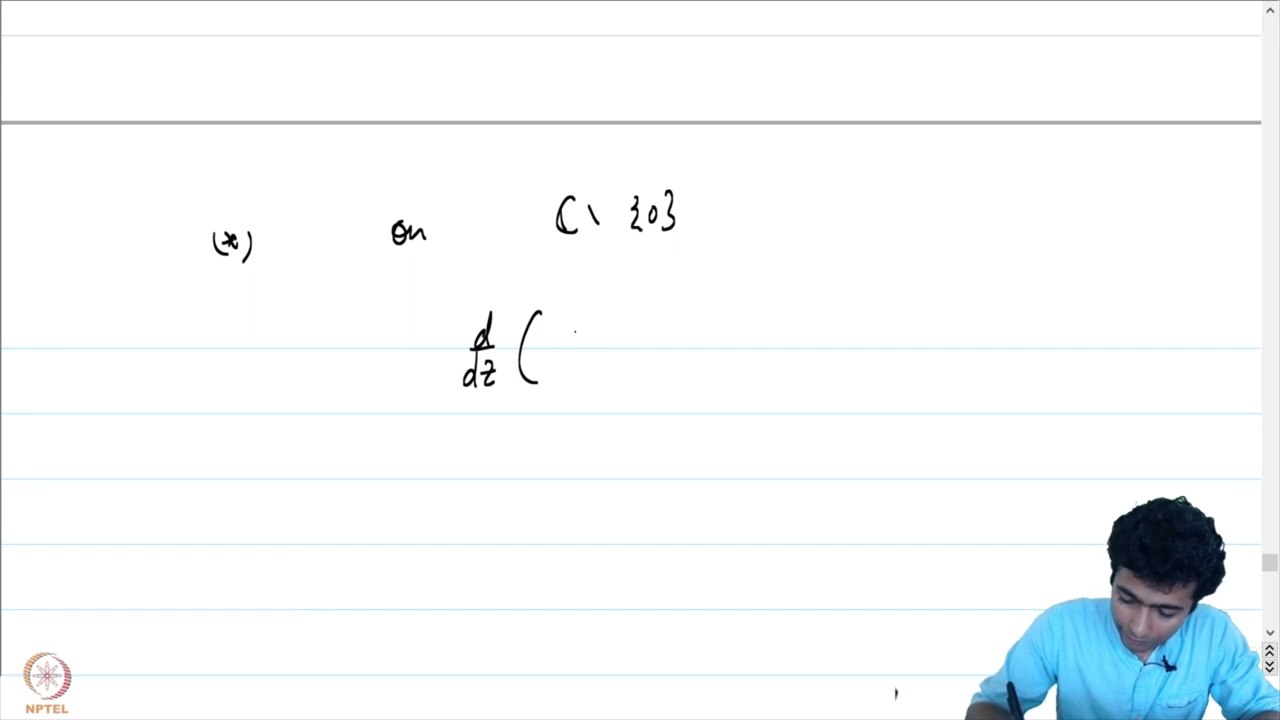 (*) on ℂ \ {0}
d/dz (
NPTEL